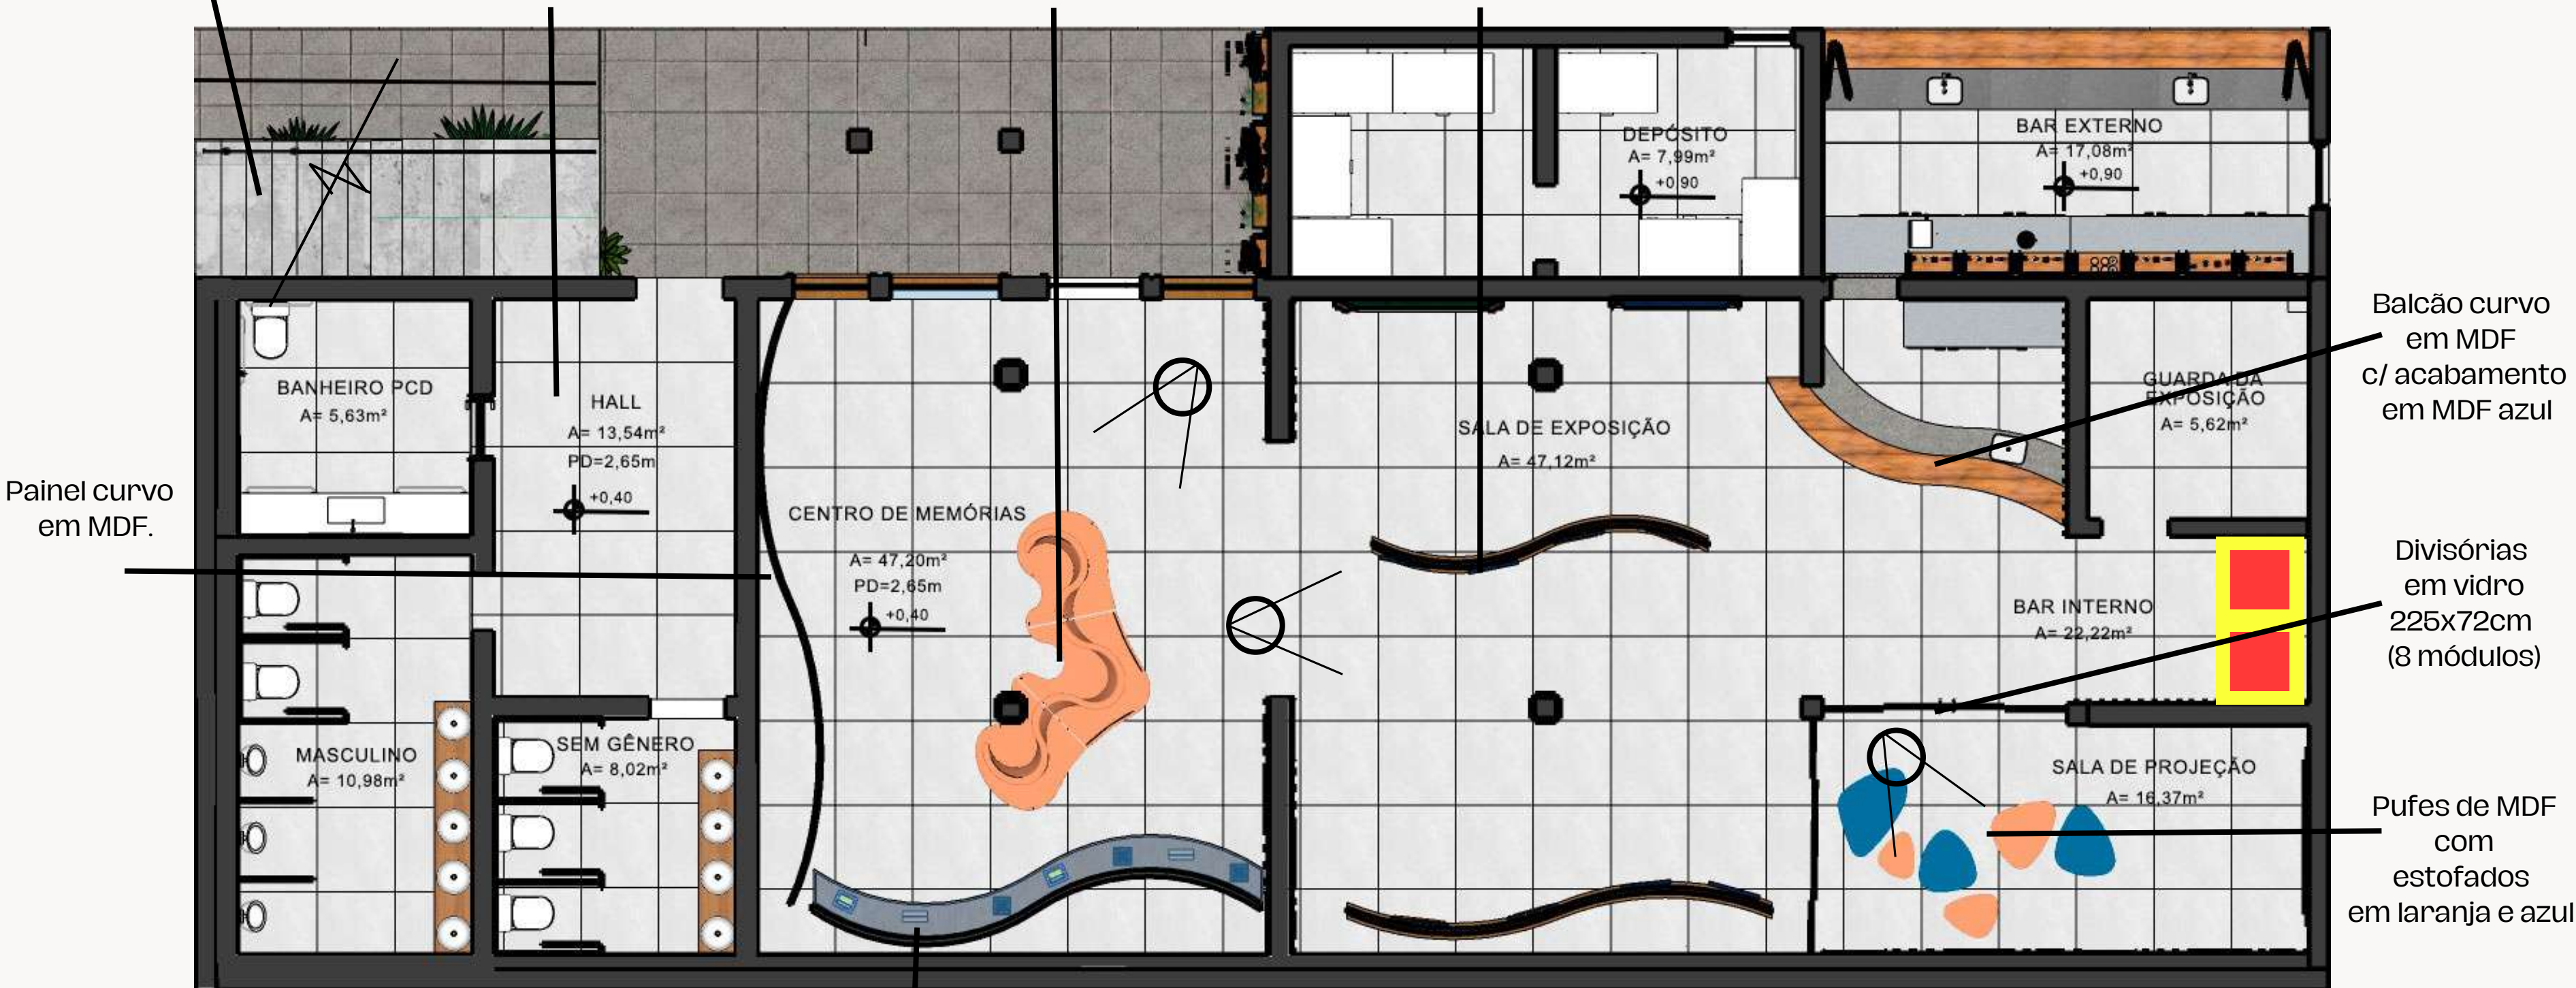 DEPÓSITO
A= 7,99m²
+0,90
BAR EXTERNO
A= 17,08m²
+0,90
BANHEIRO PCD
A= 5,63m²
HALL
A= 13,54m²
PD=2,65m
+0,40
CENTRO DE MEMÓRIAS
A= 47,20m²
PD=2,65m
+0,40
SALA DE EXPOSIÇÃO
A= 47,12m²
GUARDA DA
EXPOSIÇÃO
A= 5,62m²
BAR INTERNO
A= 22,22m²
MASCULINO
A= 10,98m²
SEM GÊNERO
A= 8,02m²
SALA DE PROJEÇÃO
A= 16,37m²
Painel curvo
em MDF.
Balcão curvo
em MDF
c/ acabamento
em MDF azul
Divisórias
em vidro
225x72cm
(8 módulos)
Pufes de MDF
com
estofados
em laranja e azul